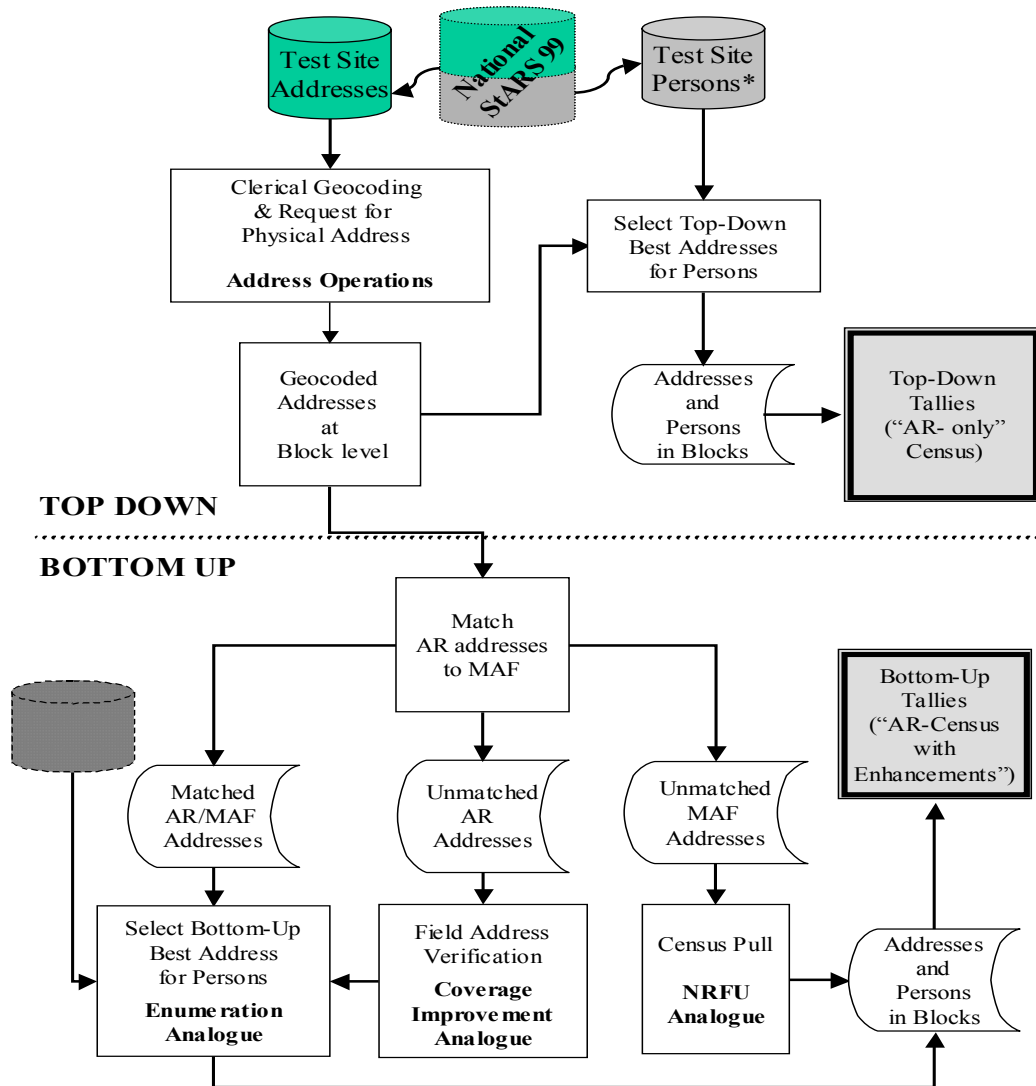 Test Site
Addresses
National
StARS 99
Test Site
Persons*
Clerical Geocoding
& Request for
Physical Address
Address Operations
Select Top-Down
Best Addresses
for Persons
Geocoded
Addresses
at
Block level
Addresses
and
Persons
in Blocks
Top-Down
Tallies
(“AR- only”
Census)
TOP DOWN
BOTTOM UP
Match
AR addresses
to MAF
Bottom-Up
Tallies
(“AR-Census
with
Enhancements”)
Matched
AR/MAF
Addresses
Unmatched
AR
Addresses
Unmatched
MAF
Addresses
Select Bottom-Up
Best Address
for Persons
Enumeration
Analogue
Field Address
Verification
Coverage
Improvement
Analogue
Census Pull
NRFU
Analogue
Addresses
and
Persons
in Blocks